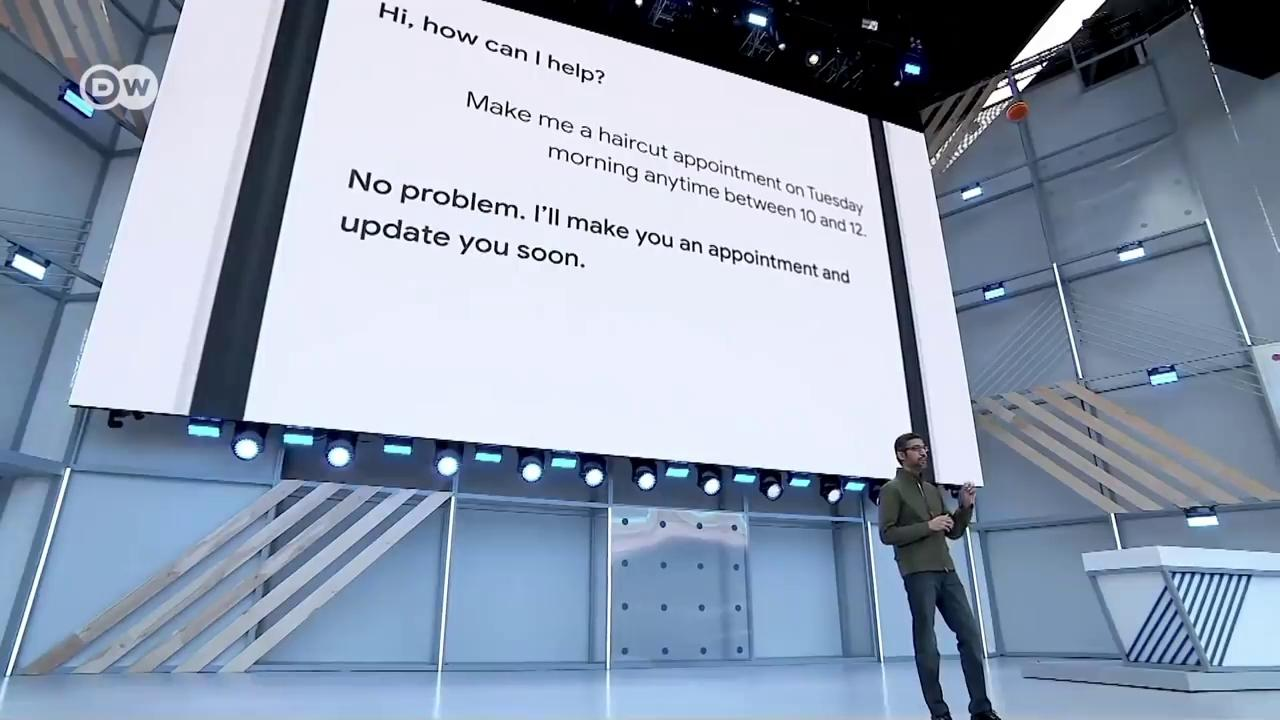 DW
Hi, how can I help?
Make me a haircut appointment on Tuesday
morning anytime between 10 and 12.
No problem. I'll make you an appointment and
update you soon.